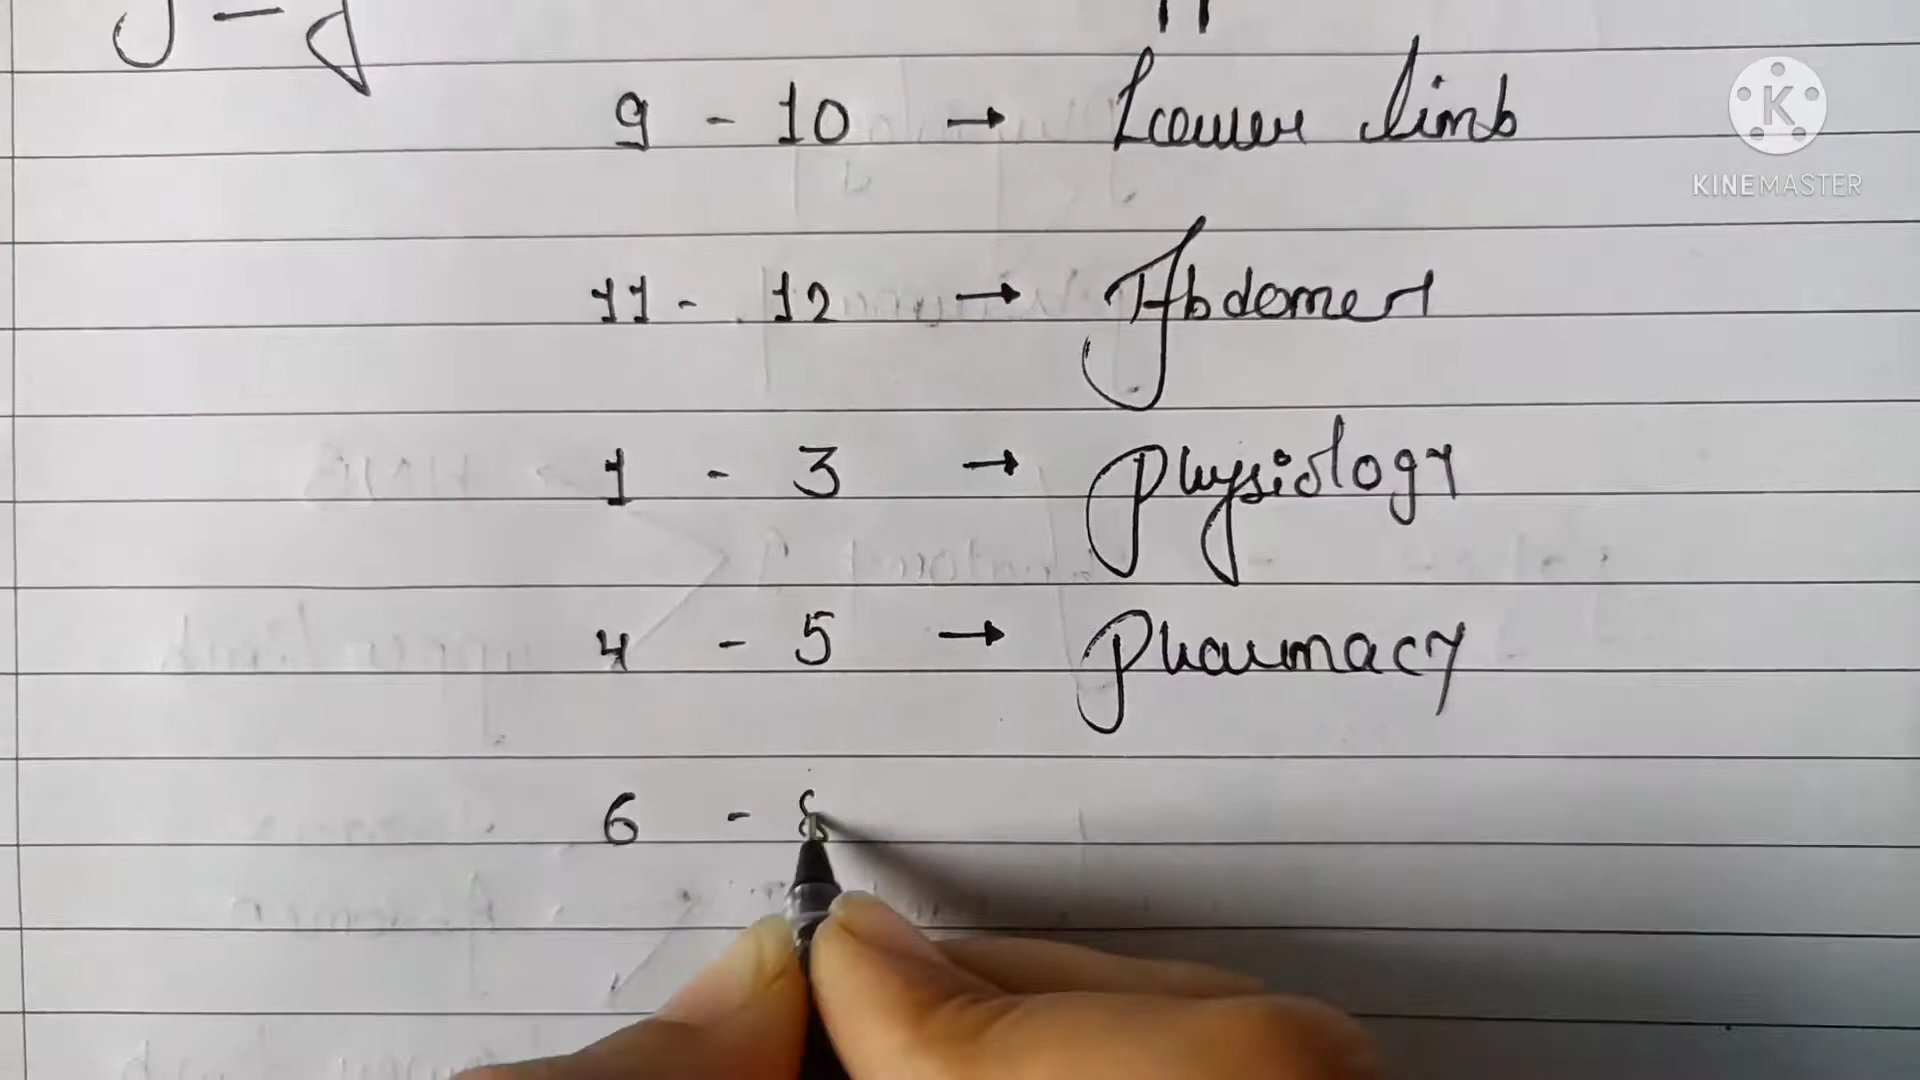 9 - 10 → Lower limb
KINEMASTER
11 - 12 → Abdomen
1 - 3 → Physiology
4 - 5 → Pharmacy
6 - 8